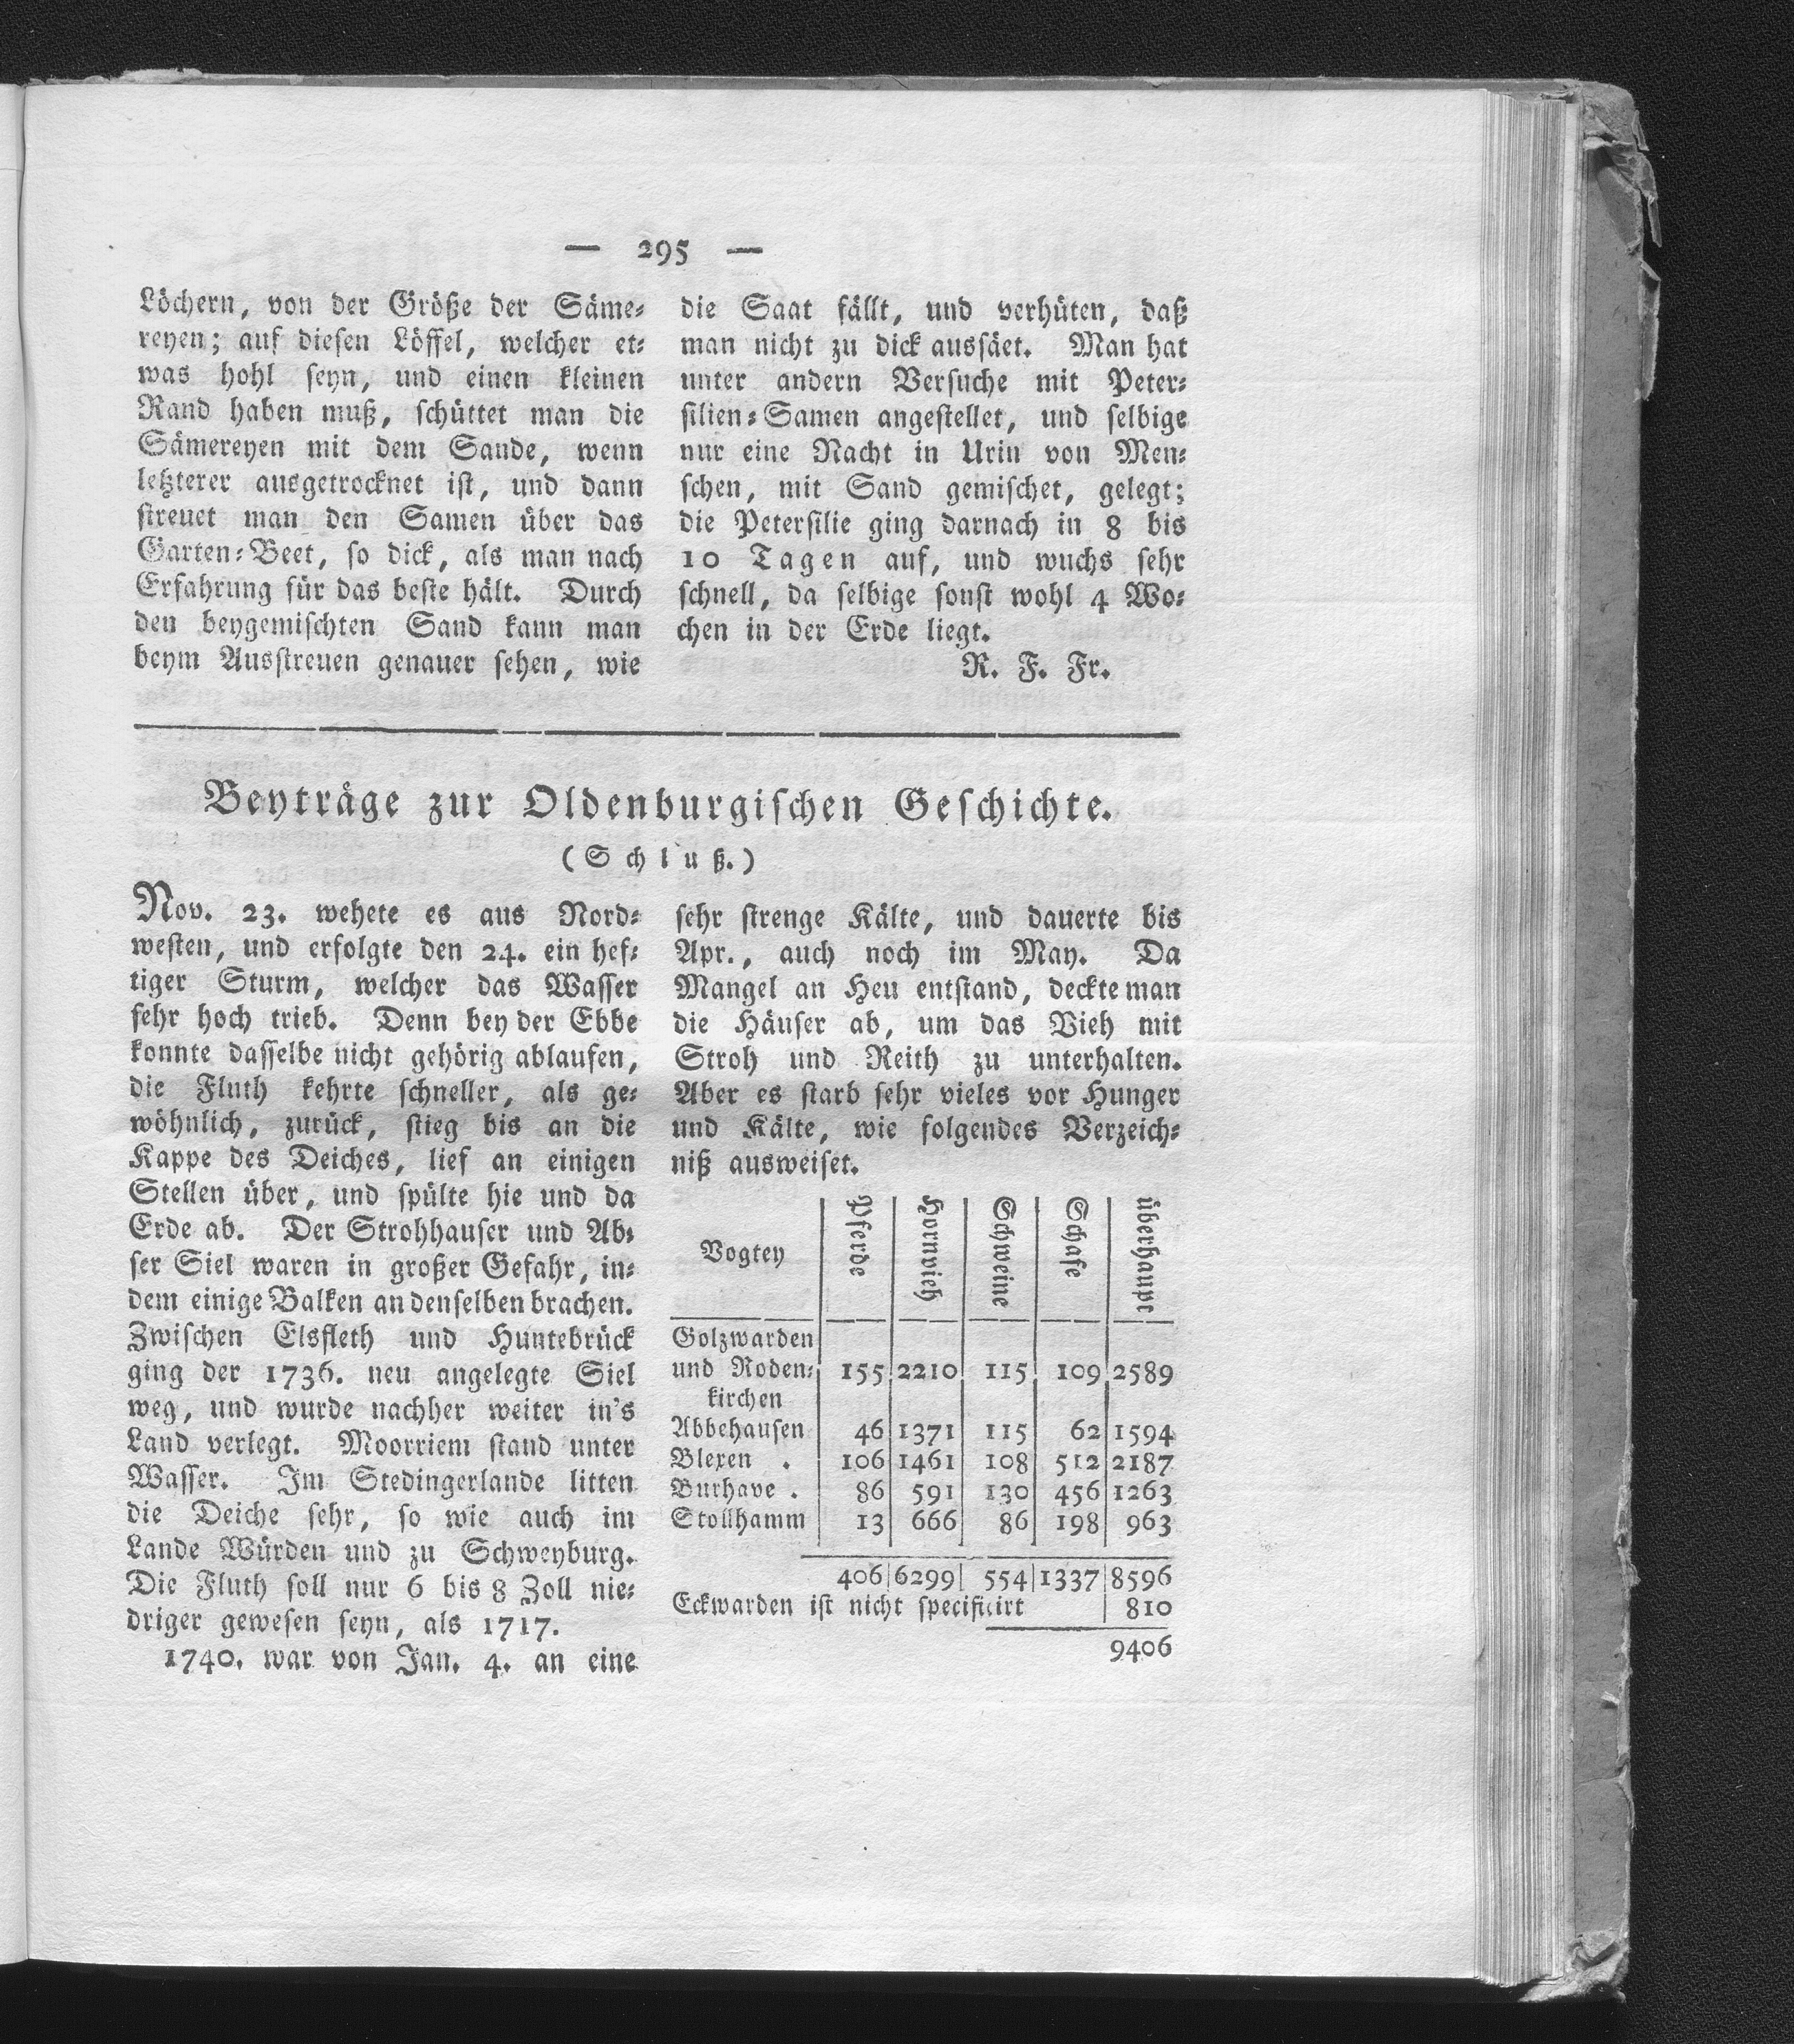 — 295 —
Löchern, von der Größe der Säme-
reyen; auf diesen Löffel, welcher et-
was hohl seyn, und einen kleinen
Rand haben muß, schüttet man die
Sämereyen mit dem Sande, wenn
letzterer ausgetrocknet ist, und dann
streuet man den Samen über das
Garten-Beet, so dick, als man nach
Erfahrung für das beste hält. Durch
den beygemischten Sand kann man
beym Ausstreuen genauer sehen, wie
die Saat fällt, und verhüten, daß
man nicht zu dick aussäet. Man hat
unter andern Versuche mit Peter-
silien-Samen angestellet, und selbige
nur eine Nacht in Urin von Men-
schen, mit Sand gemischet, gelegt;
die Petersilie ging darnach in 8 bis
10 Tagen auf, und wuchs sehr
schnell, da selbige sonst wohl 4 Wo-
chen in der Erde liegt.
R. F. Fr.
Beyträge zur Oldenburgischen Geschichte.
(Schluß.)
Nov. 23. wehete es aus Nord-
westen, und erfolgte den 24. ein hef-
tiger Sturm, welcher das Wasser
sehr hoch trieb. Denn bey der Ebbe
konnte dasselbe nicht gehörig ablaufen,
die Fluth kehrte schneller, als ge-
wöhnlich, zurück, stieg bis an die
Kappe des Deiches, lief an einigen
Stellen über, und spülte hie und da
Erde ab. Der Strohhauser und Ab-
ser Siel waren in großer Gefahr, in-
dem einige Balken an denselben brachen.
Zwischen Elsfleth und Huntebrück
ging der 1736. neu angelegte Siel
weg, und wurde nachher weiter in's
Land verlegt. Moorriem stand unter
Wasser. Im Stedingerlande litten
die Deiche sehr, so wie auch im
Lande Würden und zu Schweyburg.
Die Fluth soll nur 6 bis 8 Zoll nie-
driger gewesen seyn, als 1717.
1740. war von Jan. 4. an eine
sehr strenge Kälte, und dauerte bis
Apr., auch noch im May. Da
Mangel an Heu entstand, deckte man
die Häuser ab, um das Vieh mit
Stroh und Reith zu unterhalten.
Aber es starb sehr vieles vor Hunger
und Kälte, wie folgendes Verzeich-
niß ausweiset.
Vogtey Pferde Hornvieh Schweine Schafe überhaupt
Golzwarden
und Roden- 155 2210 115 109 2589
kirchen
Abbehausen 46 1371 115 62 1594
Blexen . 106 1461 108 512 2187
Burhave . 86 591 130 456 1263
Stollhamm 13 666 86 198 963
406 6299 554 1337 8596
Eckwarden ist nicht specificirt 810
9406